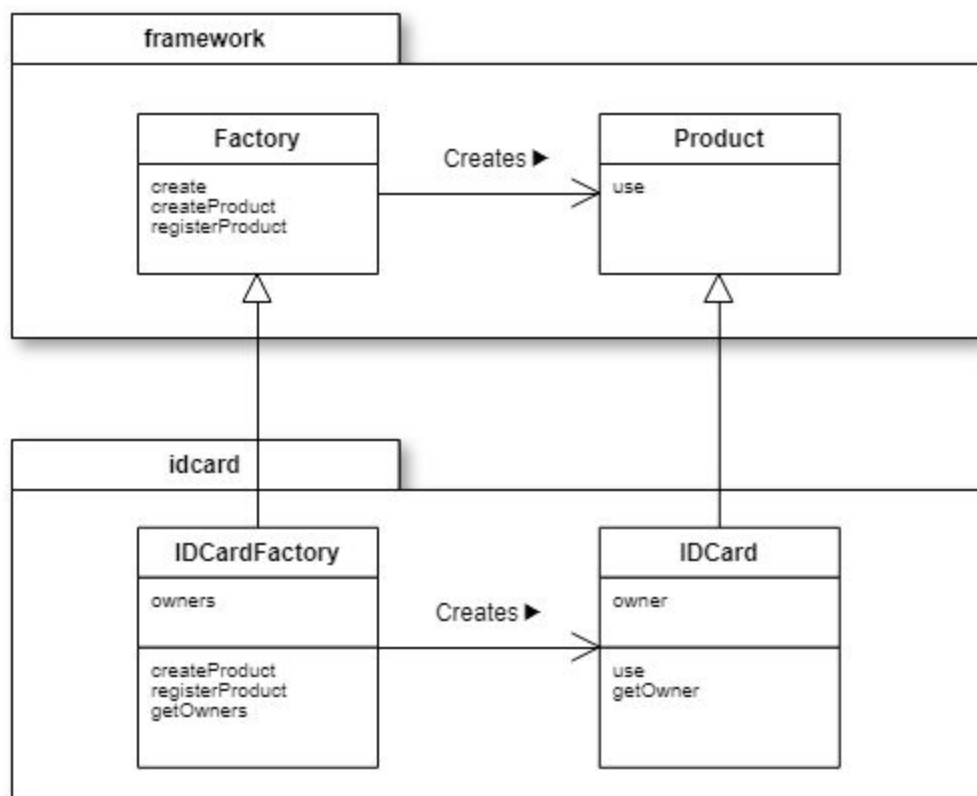 framework
Factory
create
createProduct
registerProduct
Creates ▶
Product
use
idcard
IDCardFactory
owners
createProduct
registerProduct
getOwners
Creates ▶
IDCard
owner
use
getOwner